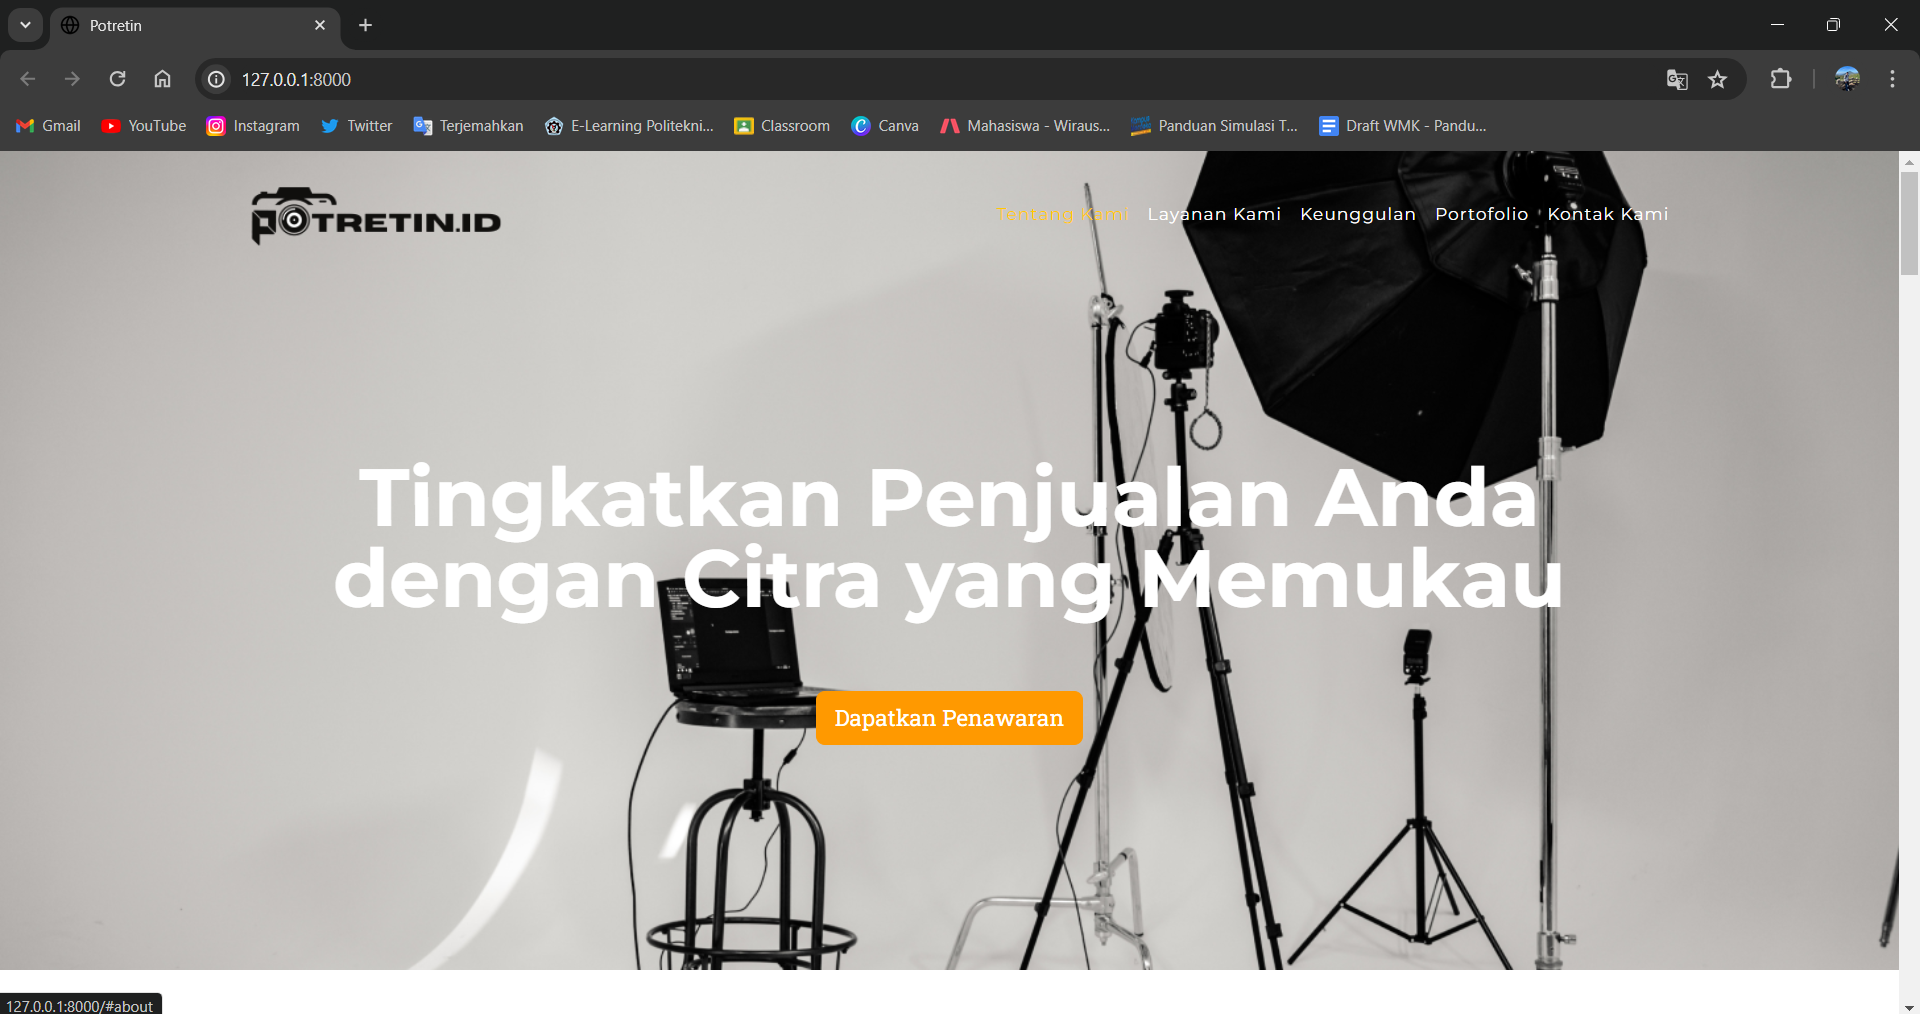 Potretin
127.0.0.1:8000
Gmail
YouTube
Instagram
Twitter
Terjemahkan
E-Learning Politekni...
Classroom
Canva
Mahasiswa - Wiraus...
Panduan Simulasi T...
Draft WMK - Pandu...
POTRETIN.ID
Tentang Kami
Layanan Kami
Keunggulan
Portofolio
Kontak Kami
Tingkatkan Penjualan Anda
dengan Citra yang Memukau
Dapatkan Penawaran
127.0.0.1:8000/#about